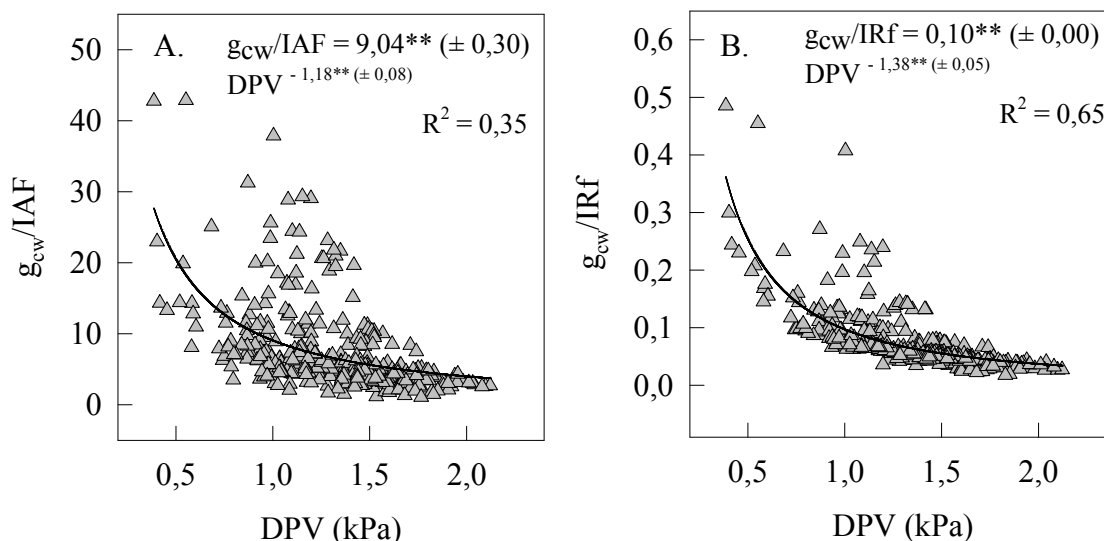 A.
g_cw/IAF = 9,04** (± 0,30)
DPV - 1,18** (± 0,08)
R² = 0,35
50
40
30
20
10
0
g_cw/IAF
0,5 1,0 1,5 2,0
DPV (kPa)
B.
g_cw/IRf = 0,10** (± 0,00)
DPV - 1,38** (± 0,05)
R² = 0,65
0,6
0,5
0,4
0,3
0,2
0,1
0,0
g_cw/IRf
0,5 1,0 1,5 2,0
DPV (kPa)